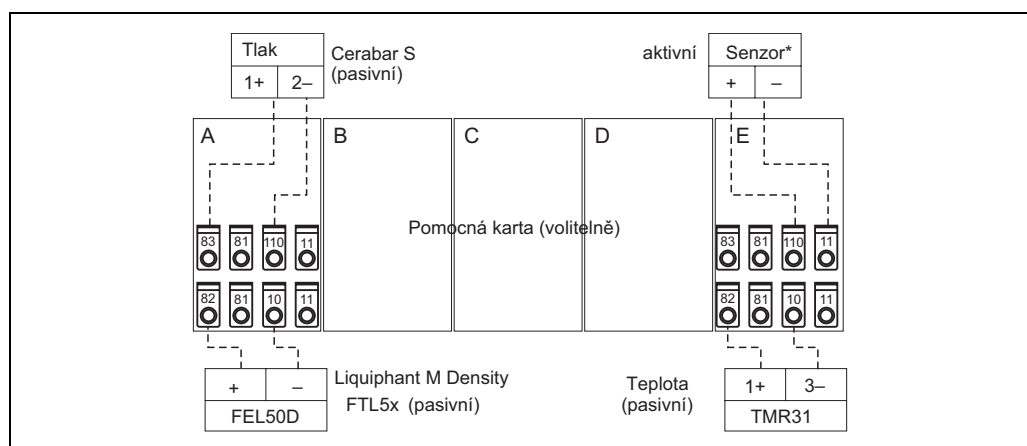 Tlak
1+ 2–
Cerabar S
(pasivní)
aktivní
Senzor*
+ –
A B C D E
Pomocná karta (volitelně)
83 81 110 11
82 81 10 11
83 81 110 11
82 81 10 11
+ –
FEL50D
Liquiphant M Density
FTL5x (pasivní)
Teplota
(pasivní)
1+ 3–
TMR31